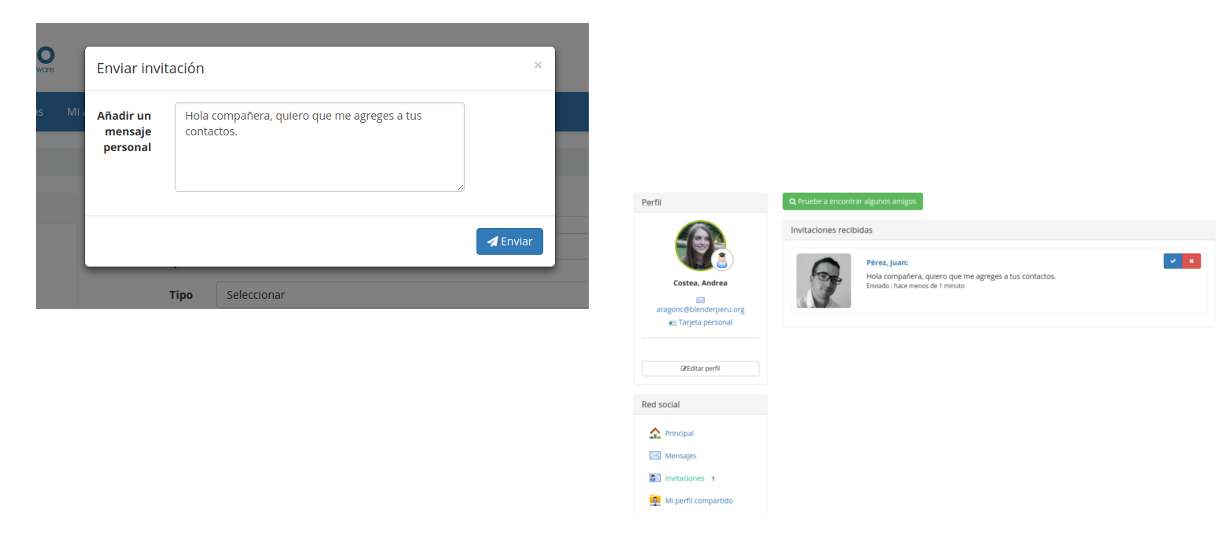 O
ware
os MI
Enviar invitación ×
Añadir un
mensaje
personal
Hola compañera, quiero que me agreges a tus
contactos.
Enviar
Tipo Seleccionar
Perfil
Costea, Andrea
aragonc@blenderperu.org
Tarjeta personal
Editar perfil
Red social
Principal
Mensajes
Invitaciones 1
Mi perfil compartido
Pruebe a encontrar algunos amigos
Invitaciones recibidas
Pérez, Juan:
Hola compañera, quiero que me agreges a tus contactos.
Enviado : hace menos de 1 minuto